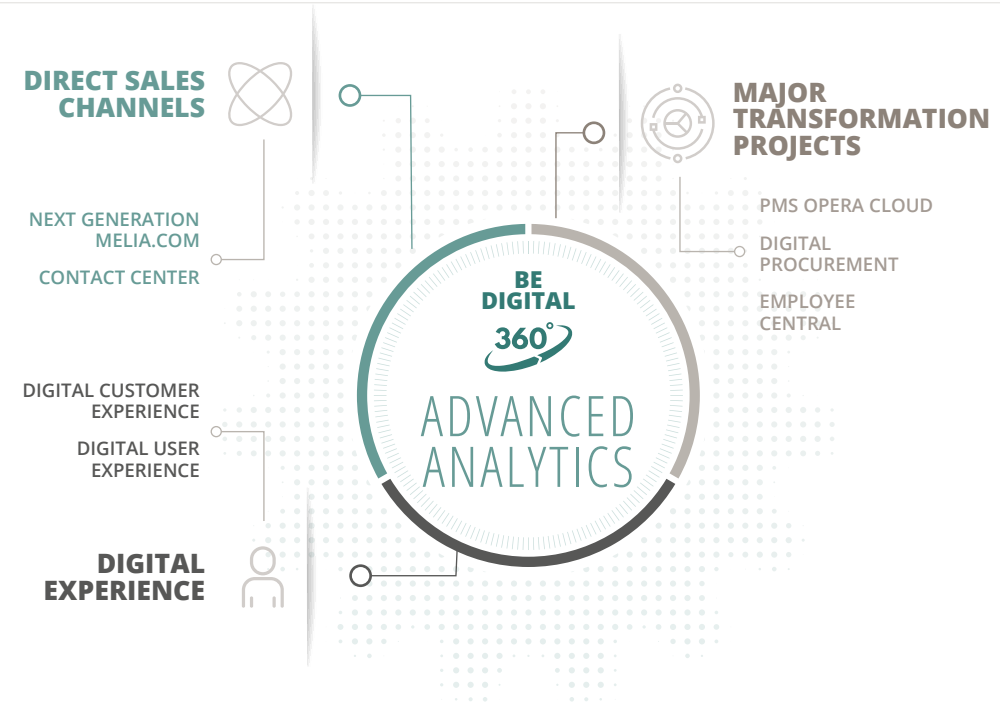 DIRECT SALES
CHANNELS
NEXT GENERATION
MELIA.COM
CONTACT CENTER
DIGITAL CUSTOMER
EXPERIENCE
DIGITAL USER
EXPERIENCE
DIGITAL
EXPERIENCE
BE
DIGITAL
360°
ADVANCED
ANALYTICS
MAJOR
TRANSFORMATION
PROJECTS
PMS OPERA CLOUD
DIGITAL
PROCUREMENT
EMPLOYEE
CENTRAL